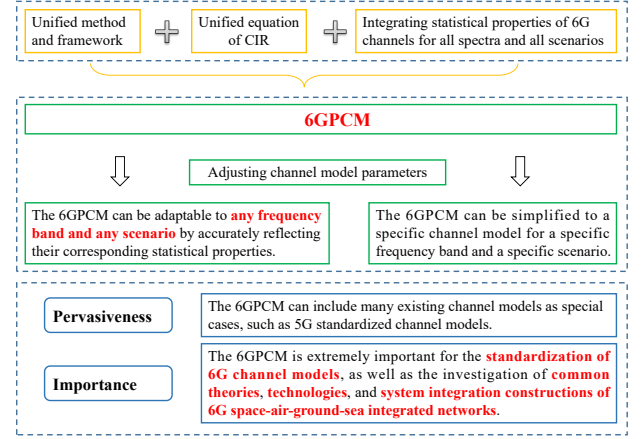 Unified method
and framework
Unified equation
of CIR
Integrating statistical properties of 6G
channels for all spectra and all scenarios
6GPCM
Adjusting channel model parameters
The 6GPCM can be adaptable to any frequency
band and any scenario by accurately reflecting
their corresponding statistical properties.
The 6GPCM can be simplified to a
specific channel model for a specific
frequency band and a specific scenario.
Pervasiveness
The 6GPCM can include many existing channel models as special
cases, such as 5G standardized channel models.
Importance
The 6GPCM is extremely important for the standardization of
6G channel models, as well as the investigation of common
theories, technologies, and system integration constructions of
6G space-air-ground-sea integrated networks.